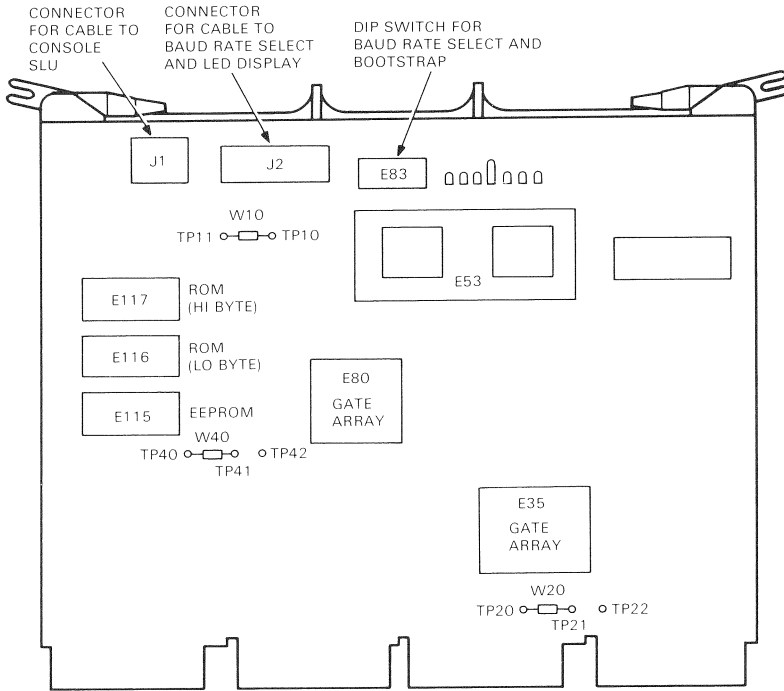 CONNECTOR
FOR CABLE TO
CONSOLE
SLU
CONNECTOR
FOR CABLE TO
BAUD RATE SELECT
AND LED DISPLAY
DIP SWITCH FOR
BAUD RATE SELECT AND
BOOTSTRAP
J1
J2
E83
W10
TP11
TP10
E53
E117
ROM
(HI BYTE)
E116
ROM
(LO BYTE)
E80
GATE
ARRAY
E115
EEPROM
W40
TP40
TP41
TP42
E35
GATE
ARRAY
W20
TP20
TP21
TP22